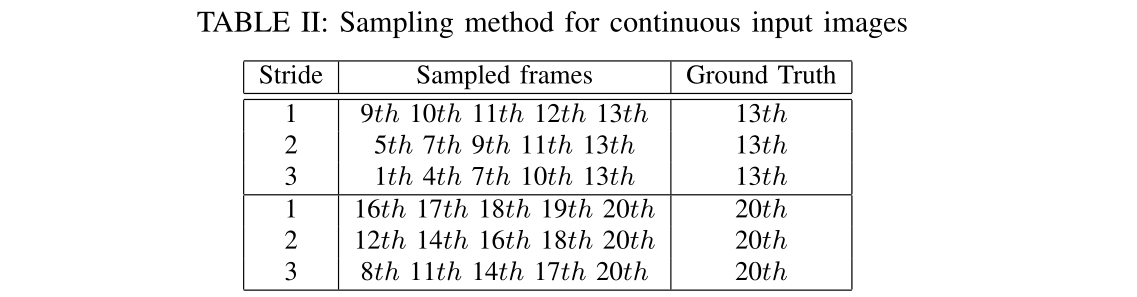 TABLE II: Sampling method for continuous input images
Stride Sampled frames Ground Truth
1 9th 10th 11th 12th 13th 13th
2 5th 7th 9th 11th 13th 13th
3 1th 4th 7th 10th 13th 13th
1 16th 17th 18th 19th 20th 20th
2 12th 14th 16th 18th 20th 20th
3 8th 11th 14th 17th 20th 20th